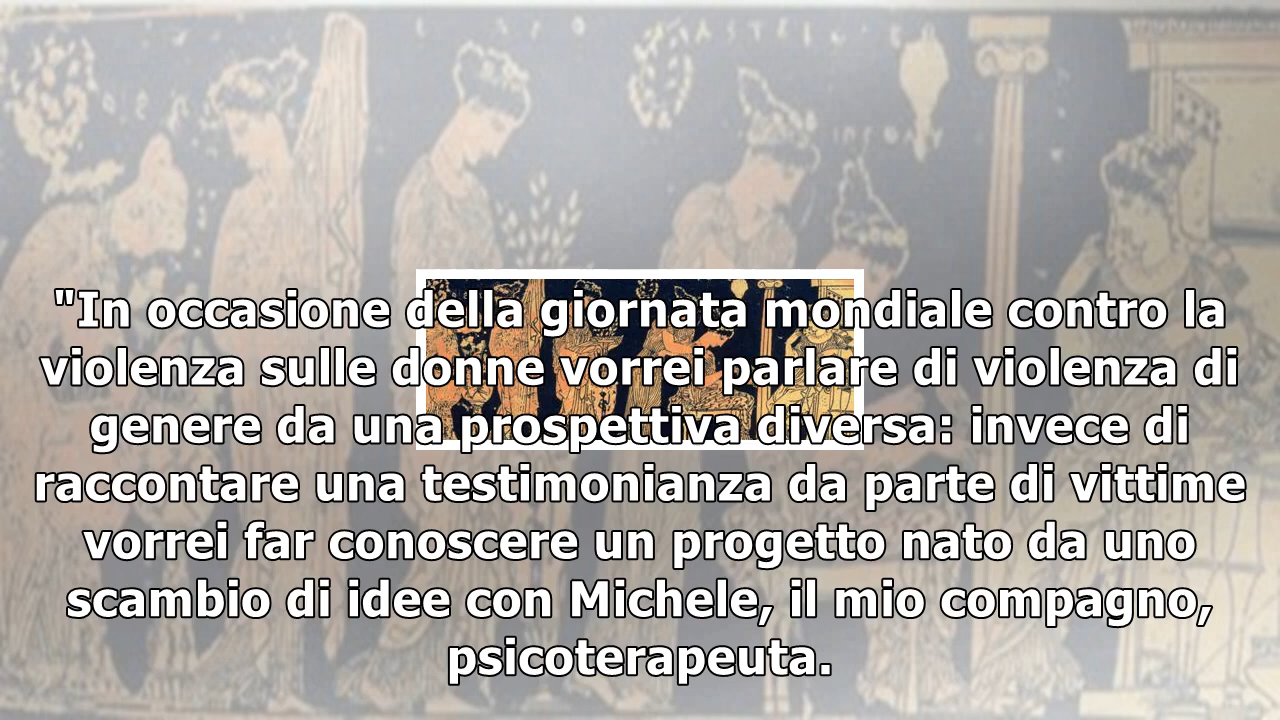 "In occasione della giornata mondiale contro la
violenza sulle donne vorrei parlare di violenza di
genere da una prospettiva diversa: invece di
raccontare una testimonianza da parte di vittime
vorrei far conoscere un progetto nato da uno
scambio di idee con Michele, il mio compagno,
psicoterapeuta.